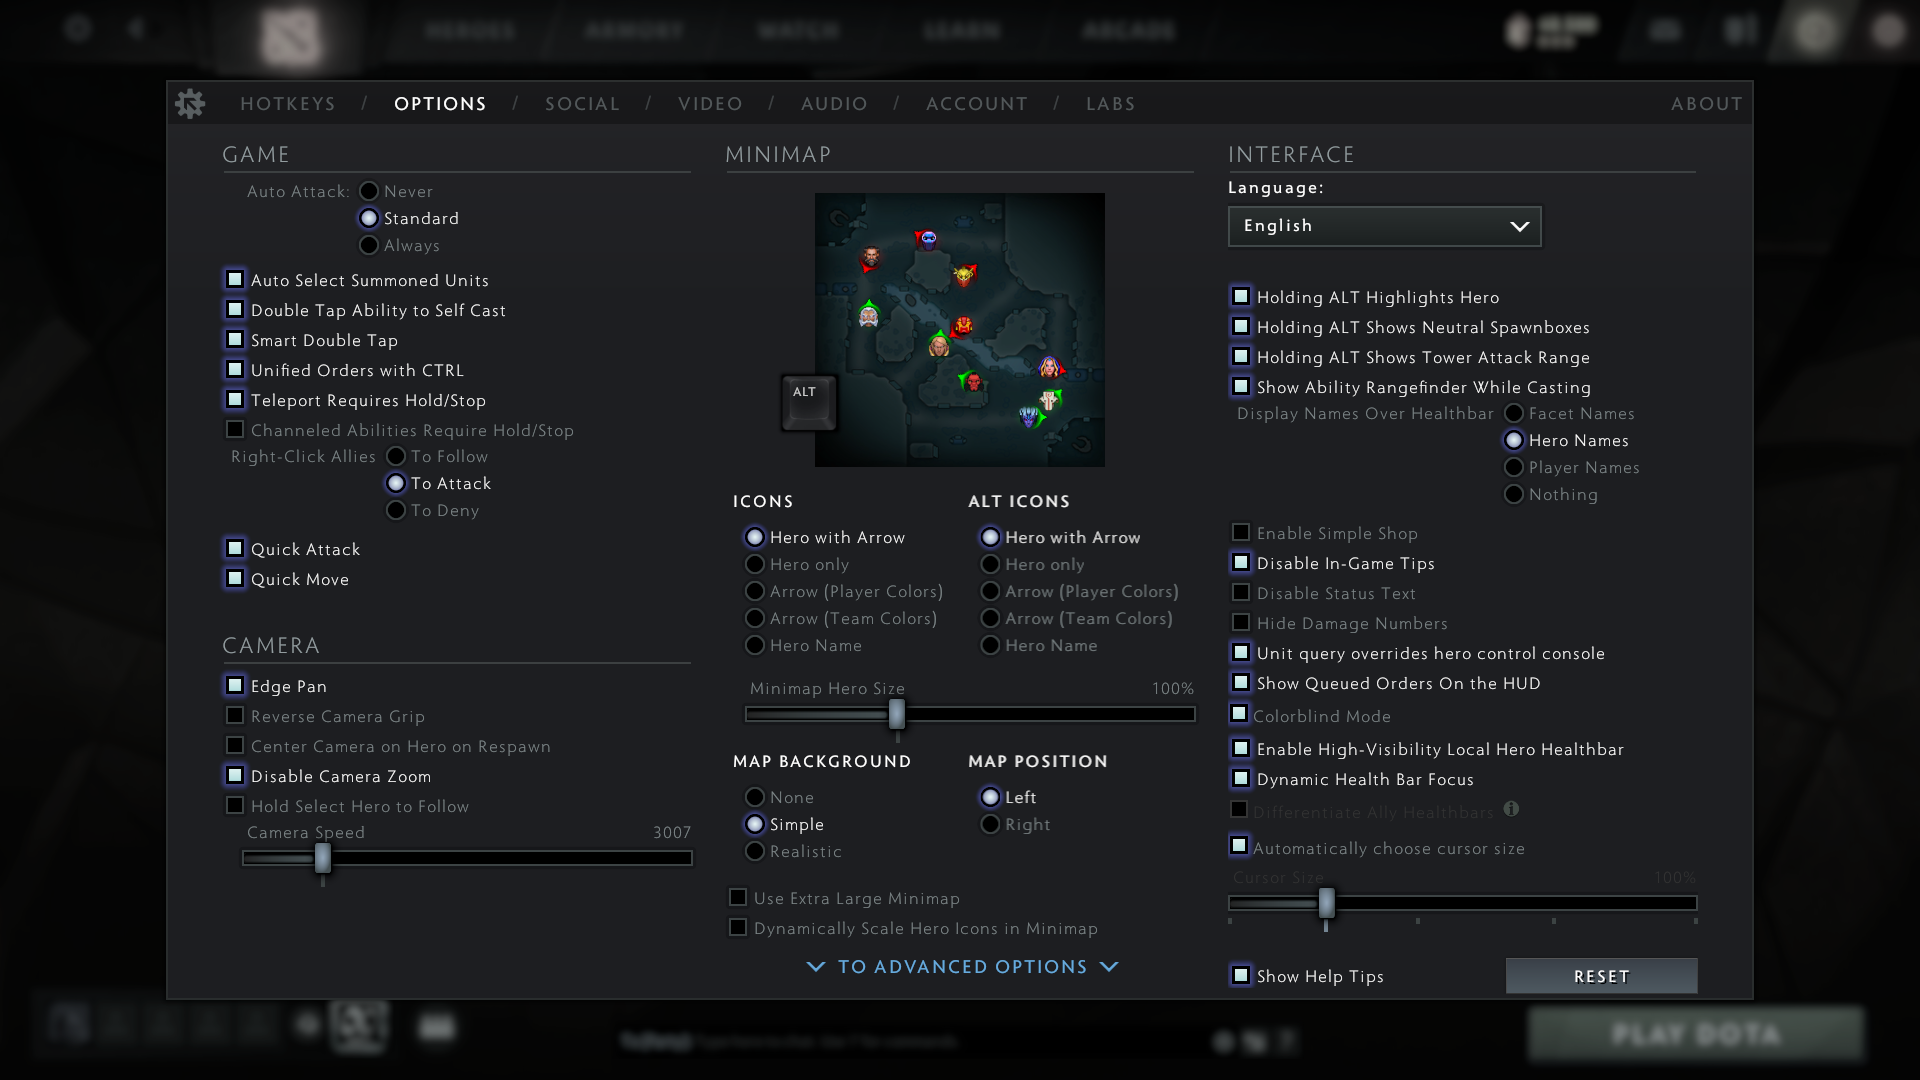 HEROES
ARMORY
WATCH
LEARN
ARCADE
HOTKEYS / OPTIONS / SOCIAL / VIDEO / AUDIO / ACCOUNT / LABS
ABOUT
GAME
Auto Attack:
Never
Standard
Always
Auto Select Summoned Units
Double Tap Ability to Self Cast
Smart Double Tap
Unified Orders with CTRL
Teleport Requires Hold/Stop
Channeled Abilities Require Hold/Stop
Right-Click Allies
To Follow
To Attack
To Deny
Quick Attack
Quick Move
CAMERA
Edge Pan
Reverse Camera Grip
Center Camera on Hero on Respawn
Disable Camera Zoom
Hold Select Hero to Follow
Camera Speed 3007
MINIMAP
ALT
ICONS
Hero with Arrow
Hero only
Arrow (Player Colors)
Arrow (Team Colors)
Hero Name
ALT ICONS
Hero with Arrow
Hero only
Arrow (Player Colors)
Arrow (Team Colors)
Hero Name
Minimap Hero Size 100%
MAP BACKGROUND
None
Simple
Realistic
MAP POSITION
Left
Right
Use Extra Large Minimap
Dynamically Scale Hero Icons in Minimap
TO ADVANCED OPTIONS
INTERFACE
Language:
English
Holding ALT Highlights Hero
Holding ALT Shows Neutral Spawnboxes
Holding ALT Shows Tower Attack Range
Show Ability Rangefinder While Casting
Display Names Over Healthbar
Facet Names
Hero Names
Player Names
Nothing
Enable Simple Shop
Disable In-Game Tips
Disable Status Text
Hide Damage Numbers
Unit query overrides hero control console
Show Queued Orders On the HUD
Colorblind Mode
Enable High-Visibility Local Hero Healthbar
Dynamic Health Bar Focus
Differentiate Ally Healthbars
Automatically choose cursor size
Cursor Size 100%
Show Help Tips
RESET
PLAY DOTA